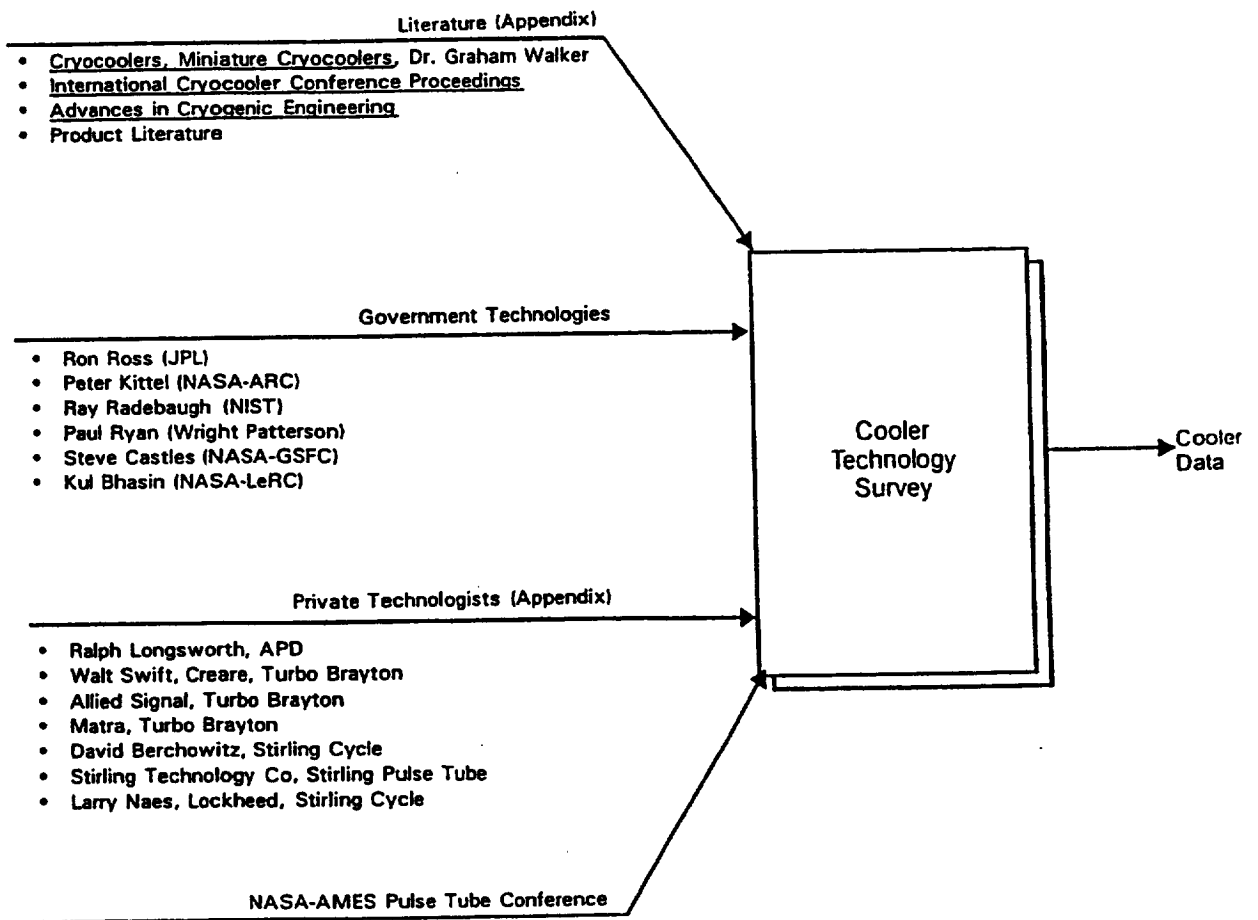 Literature (Appendix)
• Cryocoolers, Miniature Cryocoolers, Dr. Graham Walker
• International Cryocooler Conference Proceedings
• Advances in Cryogenic Engineering
• Product Literature
Government Technologies
• Ron Ross (JPL)
• Peter Kittel (NASA-ARC)
• Ray Radebaugh (NIST)
• Paul Ryan (Wright Patterson)
• Steve Castles (NASA-GSFC)
• Kul Bhasin (NASA-LeRC)
Cooler
Technology
Survey
Cooler
Data
Private Technologists (Appendix)
• Ralph Longsworth, APD
• Walt Swift, Creare, Turbo Brayton
• Allied Signal, Turbo Brayton
• Matra, Turbo Brayton
• David Berchowitz, Stirling Cycle
• Stirling Technology Co, Stirling Pulse Tube
• Larry Naes, Lockheed, Stirling Cycle
NASA-AMES Pulse Tube Conference